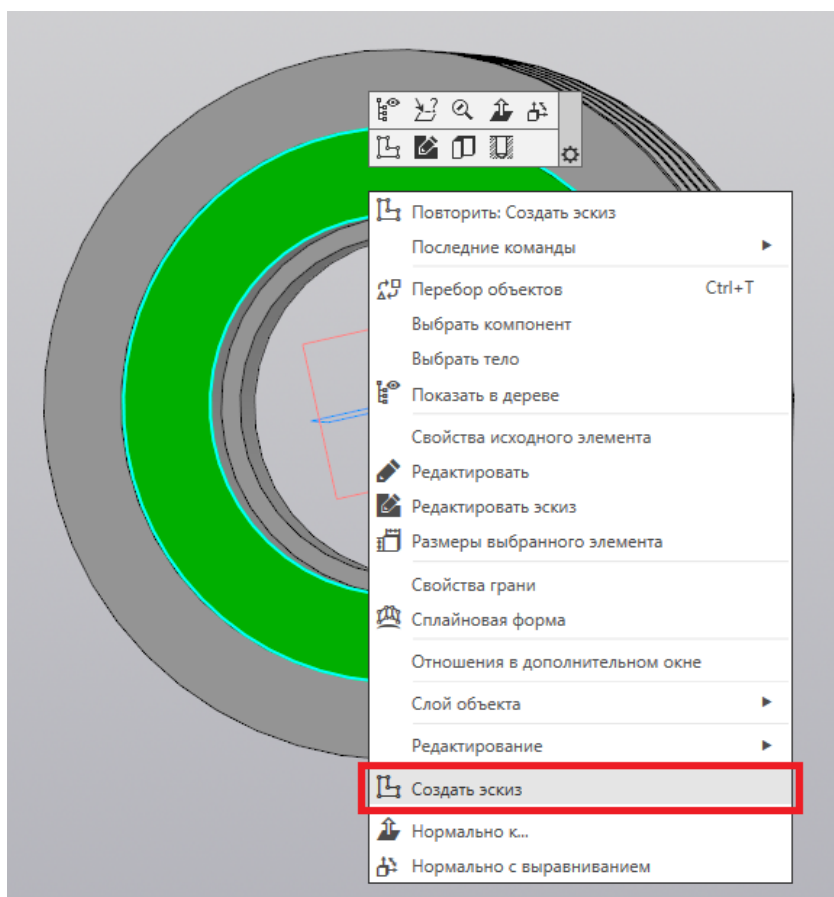 Повторить: Создать эскиз
Последние команды
Перебор объектов Ctrl+T
Выбрать компонент
Выбрать тело
Показать в дереве
Свойства исходного элемента
Редактировать
Редактировать эскиз
Размеры выбранного элемента
Свойства грани
Сплайновая форма
Отношения в дополнительном окне
Слой объекта
Редактирование
Создать эскиз
Нормально к...
Нормально с выравниванием